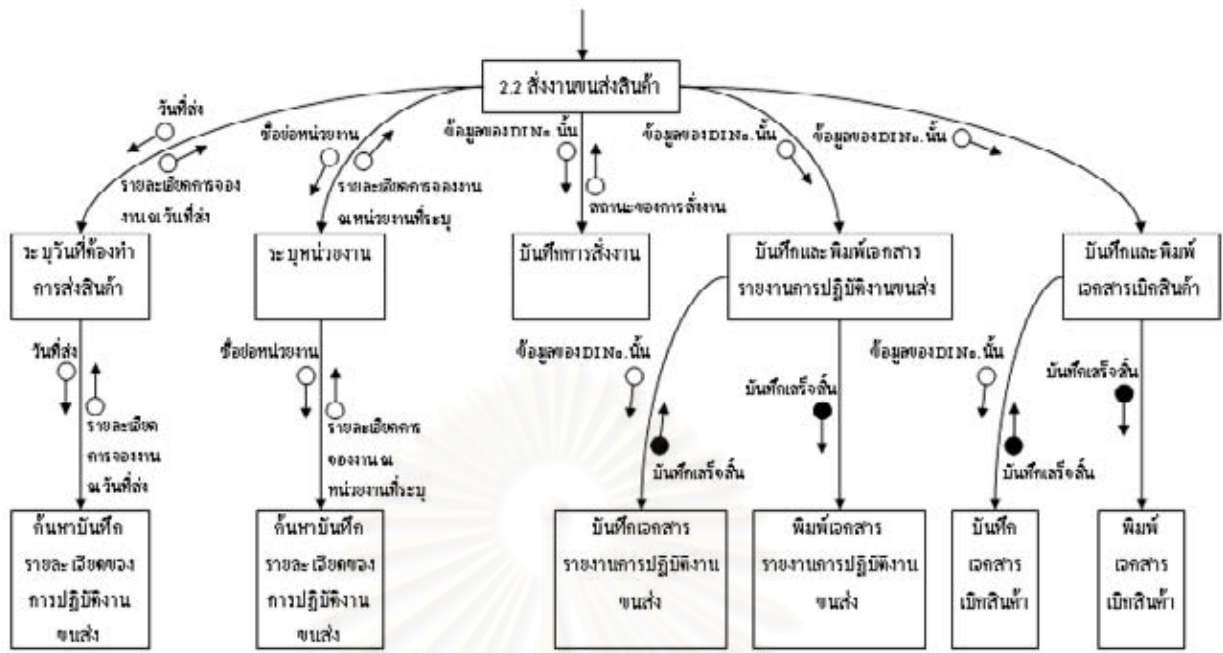 2.2 สั่งงานขนส่งสินค้า
วันที่ส่ง
รายละเอียดการจอง
งาน ณ วันที่ส่ง
ชื่อย่อหน่วยงาน
รายละเอียดการจองงาน
ณ หน่วยงานที่ระบุ
ข้อมูลของ DI No. นั้น
สถานะของการสั่งงาน
ข้อมูลของ DI No. นั้น
ข้อมูลของ DI No. นั้น
ระบุวันที่ต้องทำ
การส่งสินค้า
ระบุหน่วยงาน
บันทึกการสั่งงาน
บันทึกและพิมพ์เอกสาร
รายงานการปฏิบัติงานขนส่ง
บันทึกและพิมพ์
เอกสารเบิกสินค้า
วันที่ส่ง
รายละเอียด
การจองงาน
ณ วันที่ส่ง
ชื่อย่อหน่วยงาน
รายละเอียดการ
จองงาน ณ
หน่วยงานที่ระบุ
ข้อมูลของ DI No. นั้น
บันทึกเสร็จสิ้น
บันทึกเสร็จสิ้น
ข้อมูลของ DI No. นั้น
บันทึกเสร็จสิ้น
บันทึกเสร็จสิ้น
ค้นหาบันทึก
รายละเอียดของ
การปฏิบัติงาน
ขนส่ง
ค้นหาบันทึก
รายละเอียดของ
การปฏิบัติงาน
ขนส่ง
บันทึกเอกสาร
รายงานการปฏิบัติงาน
ขนส่ง
พิมพ์เอกสาร
รายงานการปฏิบัติงาน
ขนส่ง
บันทึก
เอกสาร
เบิกสินค้า
พิมพ์
เอกสาร
เบิกสินค้า